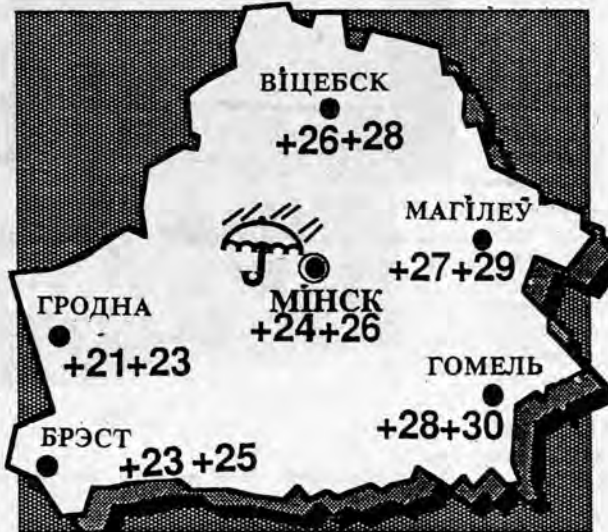 ВІЦЕБСК
+26+28
МАГІЛЕЎ
+27+29
МІНСК
+24+26
ГРОДНА
+21+23
ГОМЕЛЬ
+28+30
БРЭСТ
+23 +25